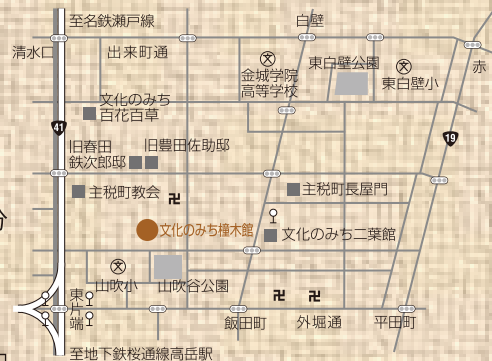 至名鉄瀬戸線
白壁
清水口
出来町通
赤
金城学院
高等学校
東白壁公園
東白壁小
文化のみち
百花百草
41
19
旧春田
鉄次郎邸
旧豊田佐助邸
主税町教会
主税町長屋門
分
文化のみち橦木館
文化のみち二葉館
山吹小
山吹谷公園
東片端
飯田町
外堀通
平田町
至地下鉄桜通線高岳駅